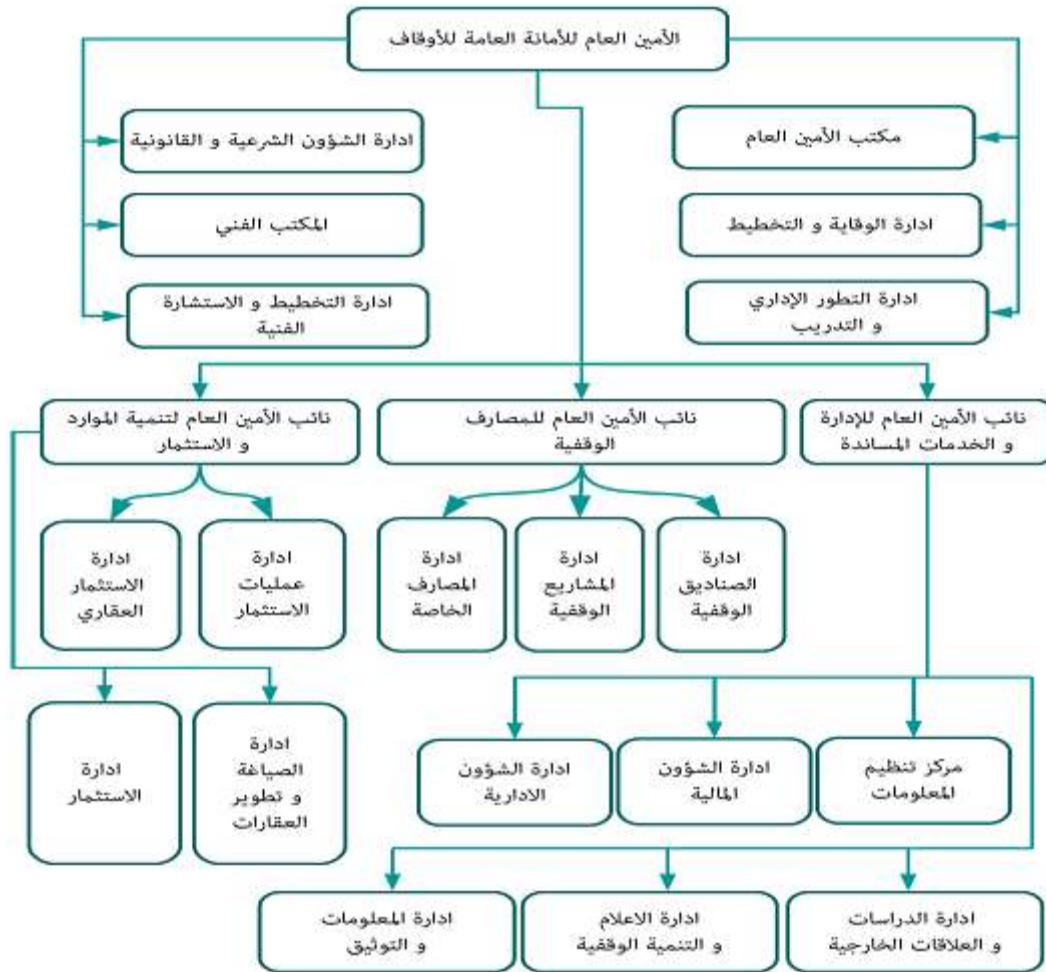 الأمين العام للأمانة العامة للأوقاف
مكتب الأمين العام
ادارة الشؤون الشرعية و القانونية
ادارة الوقاية و التخطيط
المكتب الفني
ادارة التطور الإداري
و التدريب
ادارة التخطيط و الاستشارة
الفنية
نائب الأمين العام للإدارة
و الخدمات المساندة
نائب الأمين العام للمصارف
الوقفية
نائب الأمين العام لتنمية الموارد
و الاستثمار
ادارة
الصناديق
الوقفية
ادارة
المشاريع
الوقفية
ادارة
المصارف
الخاصة
ادارة
عمليات
الاستثمار
ادارة
الاستثمار
العقاري
مركز تنظيم
المعلومات
ادارة الشؤون
المالية
ادارة الشؤون
الادارية
ادارة
الصياغة
و تطوير
العقارات
ادارة
الاستثمار
ادارة الدراسات
و العلاقات الخارجية
ادارة الاعلام
و التنمية الوقفية
ادارة المعلومات
و التوثيق